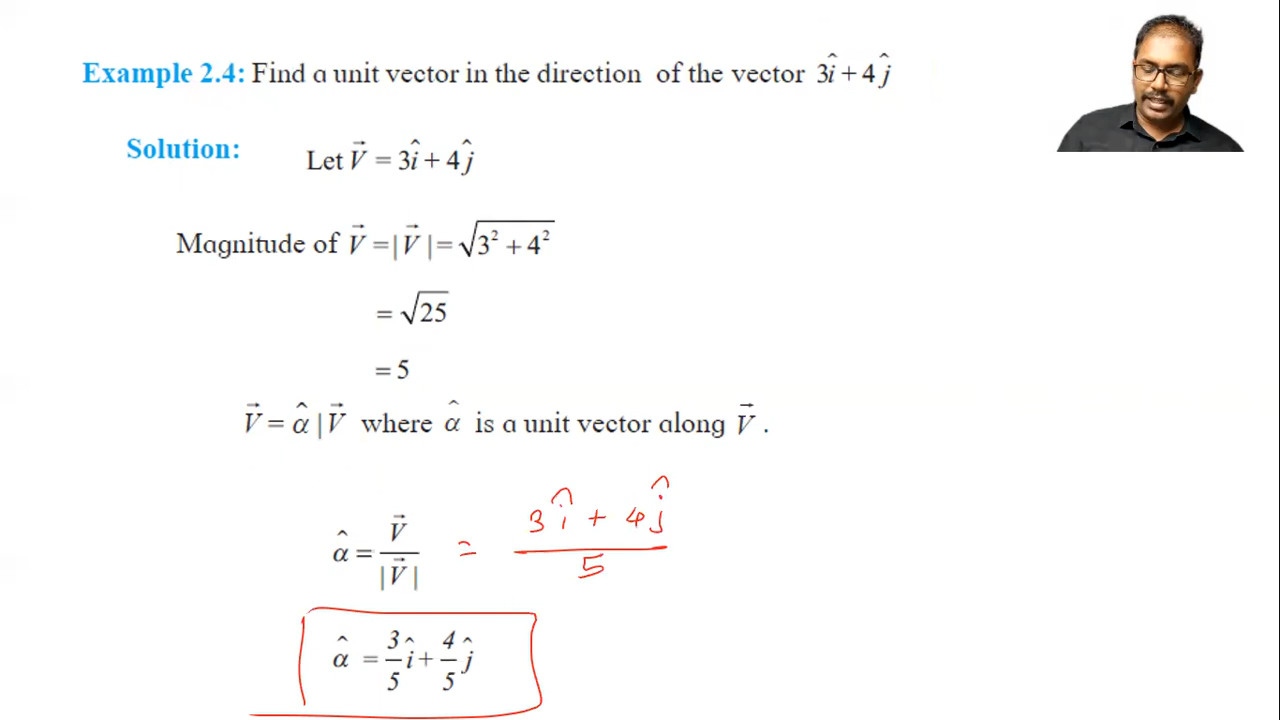 Example 2.4: Find a unit vector in the direction of the vector 3î + 4ĵ
Solution: Let V⃗ = 3î + 4ĵ
Magnitude of V⃗ = |V⃗| = √(3² + 4²)
= √25
= 5
V⃗ = α̂ | V⃗ where α̂ is a unit vector along V⃗ .
α̂ = V⃗ / |V⃗| = (3î + 4ĵ) / 5
α̂ = 3/5 î + 4/5 ĵ